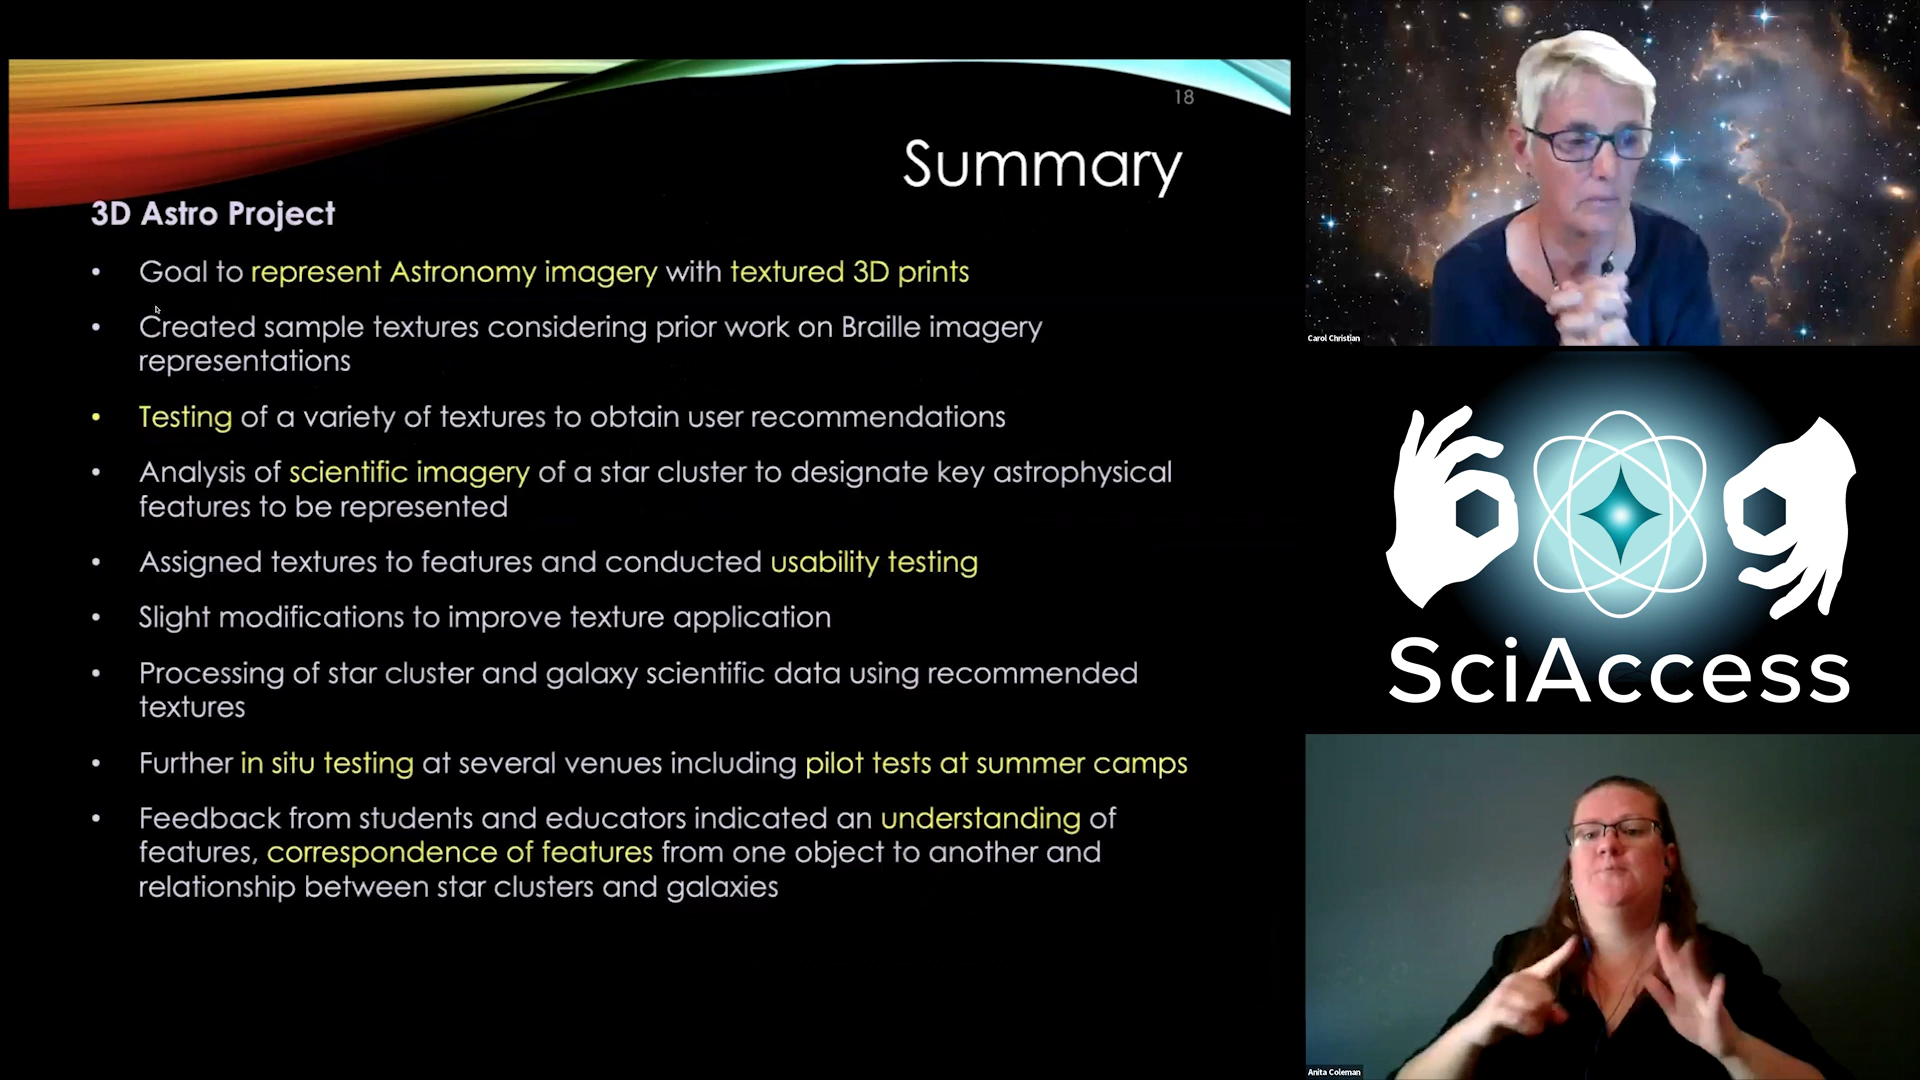 18
Summary
3D Astro Project
• Goal to represent Astronomy imagery with textured 3D prints
• Created sample textures considering prior work on Braille imagery
representations
• Testing of a variety of textures to obtain user recommendations
• Analysis of scientific imagery of a star cluster to designate key astrophysical
features to be represented
• Assigned textures to features and conducted usability testing
• Slight modifications to improve texture application
• Processing of star cluster and galaxy scientific data using recommended
textures
• Further in situ testing at several venues including pilot tests at summer camps
• Feedback from students and educators indicated an understanding of
features, correspondence of features from one object to another and
relationship between star clusters and galaxies
Carol Christian
SciAccess
Anita Coleman